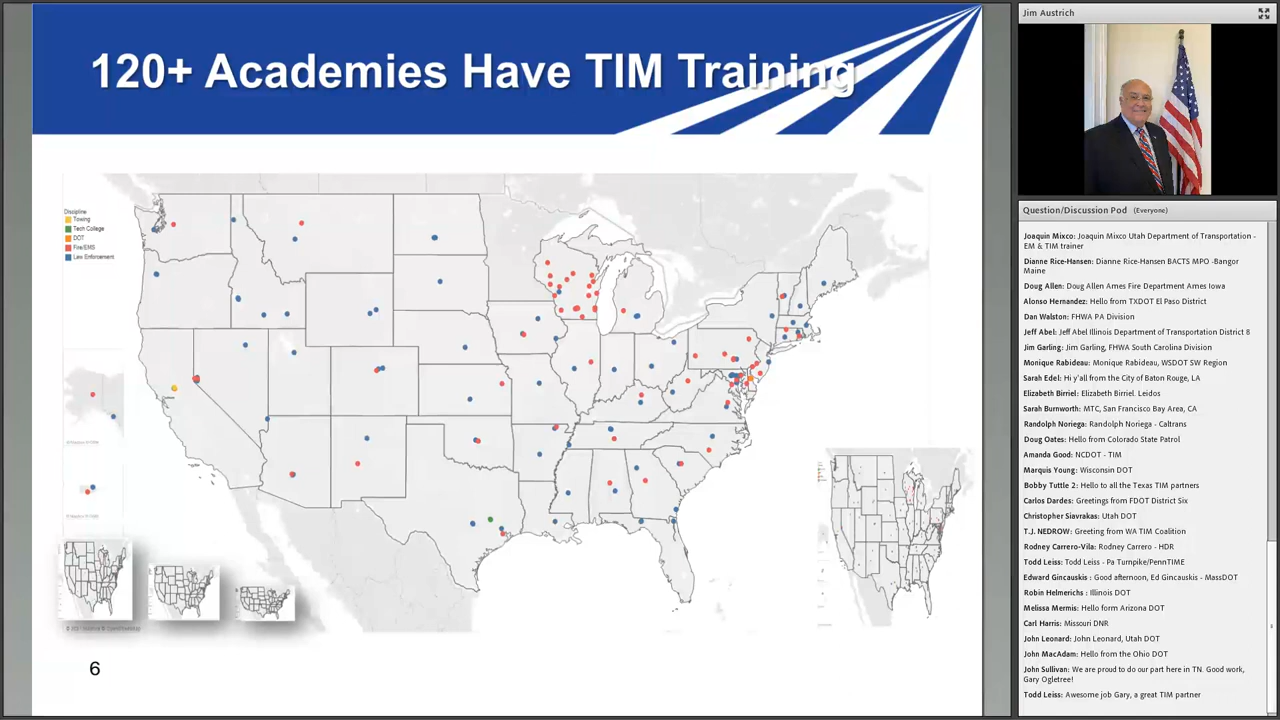 120+ Academies Have TIM Training
Discipline
Towing
Tech College
DOT
Fire/EMS
Law Enforcement
6
Jim Austrich
Question/Discussion Pod (Everyone)
Joaquin Mixco: Joaquin Mixco Utah Department of Transportation -
EM & TIM trainer
Dianne Rice-Hansen: Dianne Rice-Hansen BACTS MPO -Bangor
Maine
Doug Allen: Doug Allen Ames Fire Department Ames Iowa
Alonso Hernandez: Hello from TXDOT El Paso District
Dan Walston: FHWA PA Division
Jeff Abel: Jeff Abel Illinois Department of Transportation District 8
Jim Garling: Jim Garling, FHWA South Carolina Division
Monique Rabideau: Monique Rabideau, WSDOT SW Region
Sarah Edel: Hi y'all from the City of Baton Rouge, LA
Elizabeth Birriel: Elizabeth Birriel. Leidos
Sarah Burnworth: MTC, San Francisco Bay Area, CA
Randolph Noriega: Randolph Noriega - Caltrans
Doug Oates: Hello from Colorado State Patrol
Amanda Good: NCDOT - TIM
Marquis Young: Wisconsin DOT
Bobby Tuttle 2: Hello to all the Texas TIM partners
Carlos Dardes: Greetings from FDOT District Six
Christopher Siavrakas: Utah DOT
T.J. NEDROW: Greeting from WA TIM Coalition
Rodney Carrero-Vila: Rodney Carrero - HDR
Todd Leiss: Todd Leiss - Pa Turnpike/PennTIME
Edward Gincauskis : Good afternoon, Ed Gincauskis - MassDOT
Robin Helmerichs : Illinois DOT
Melissa Mermis: Hello form Arizona DOT
Carl Harris: Missouri DNR
John Leonard: John Leonard, Utah DOT
John MacAdam: Hello from the Ohio DOT
John Sullivan: We are proud to do our part here in TN. Good work,
Gary Ogletree!
Todd Leiss: Awesome job Gary, a great TIM partner